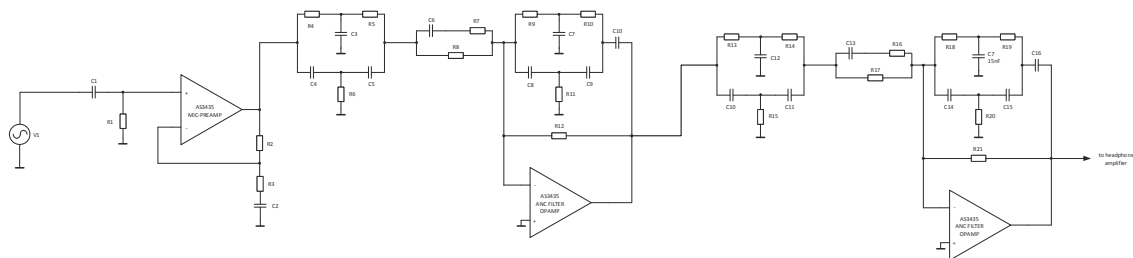 V1
C1
R1
+
-
AS3435
MIC-PREAMP
R2
R3
C2
R4
R5
C3
C4
C5
R6
C6
R7
R8
R9
R10
C7
C8
C9
R11
C10
R12
-
+
AS3435
ANC FILTER
OPAMP
R13
R14
C12
C10
C11
R15
C13
R16
R17
R18
R19
C7
15nF
C14
C15
R20
C16
R21
-
+
AS3435
ANC FILTER
OPAMP
to headphone
amplifier